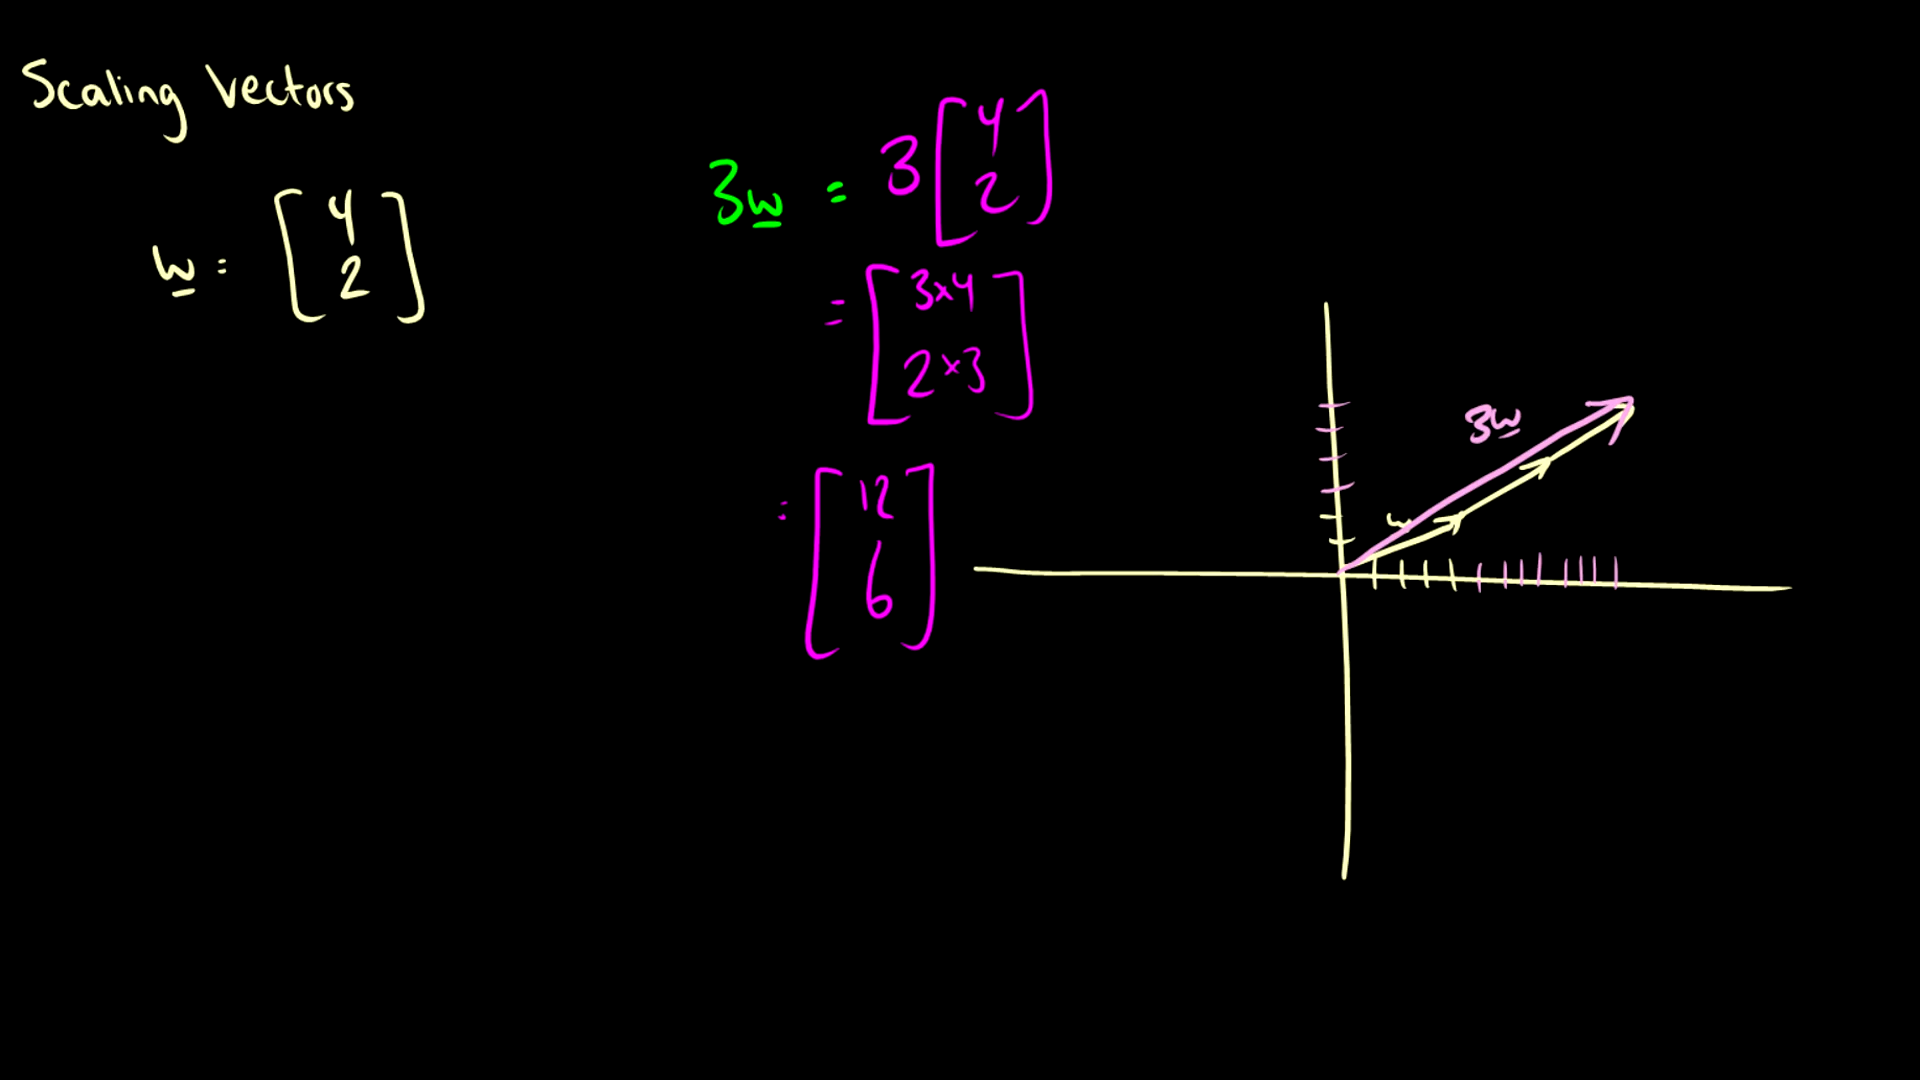 Scaling Vectors
w = [4
2]
3w = 3[4
2]
= [3×4
2×3]
= [12
6]
3w
w